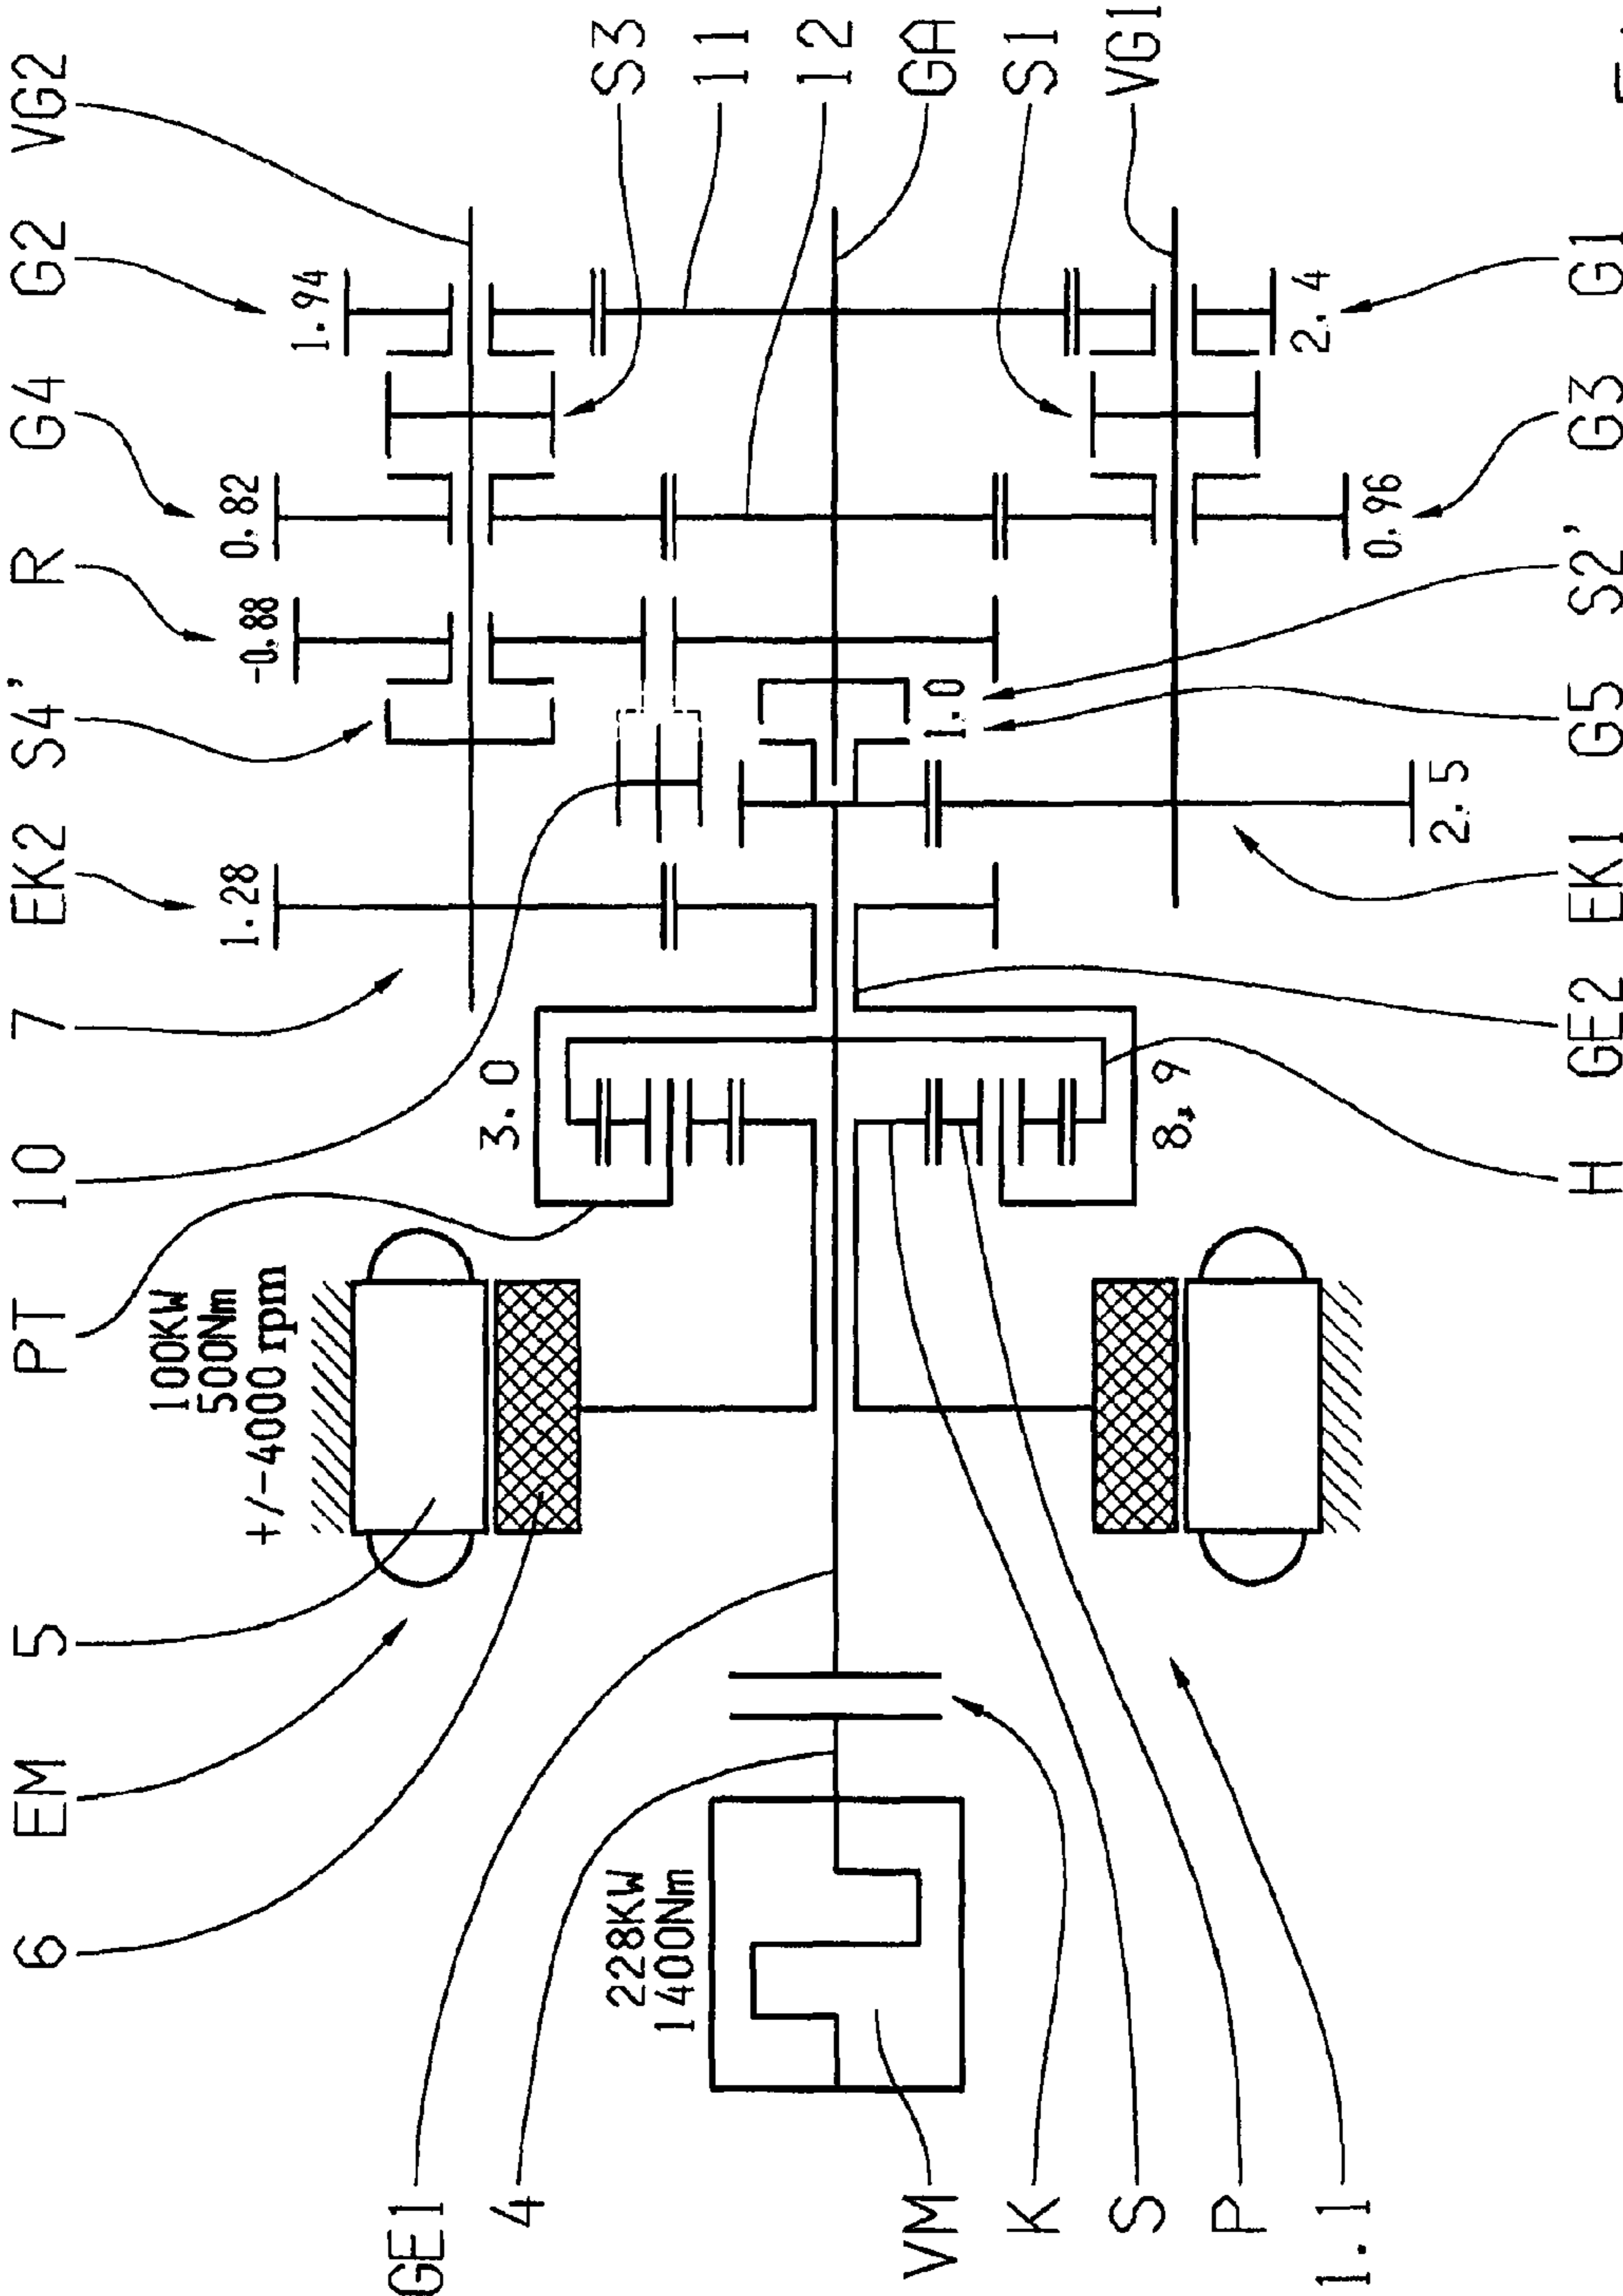 6 EM 5 PT 10 7 EK2 S4' R G4 G2 VG2
100KW
500Nm
+/-4000 rpm
1.28
-0.88
0.82
1.94
3.0
228KW
1400Nm
GE1
4
VM
K
S
P
1.1
S3
11
12
GA
S1
VG1
1.0
8,9
2.5
0.96
2.4
H GE2 EK1 G5 S2' G3 G1